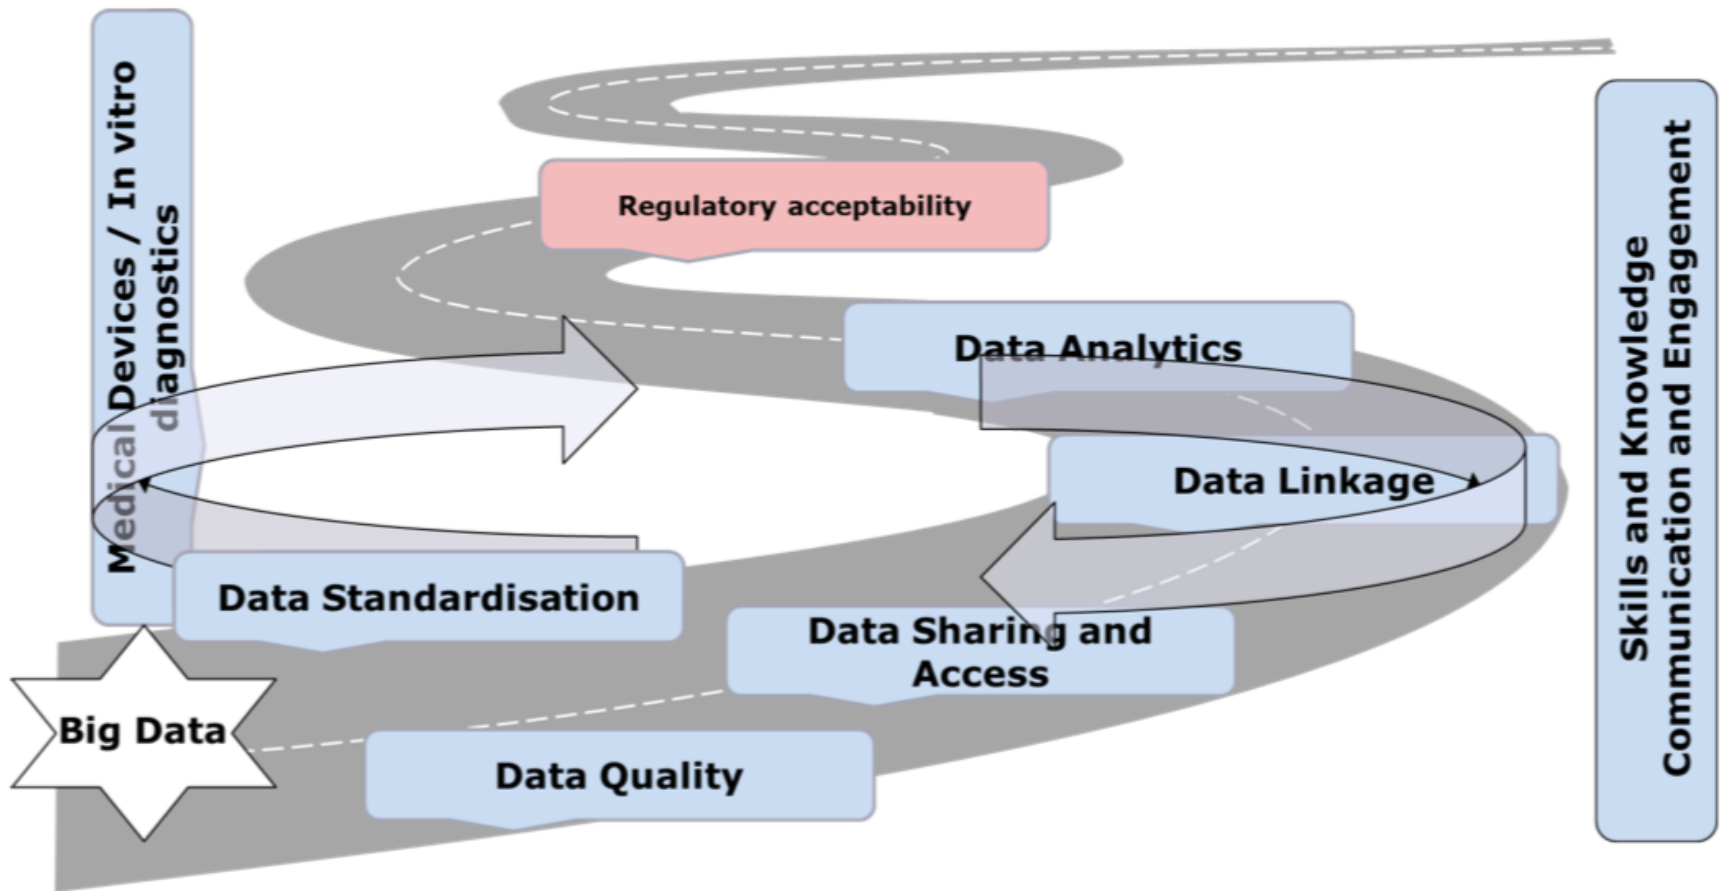 Medical Devices / In vitro
diagnostics
Regulatory acceptability
Data Analytics
Data Linkage
Data Standardisation
Data Sharing and
Access
Big Data
Data Quality
Skills and Knowledge
Communication and Engagement